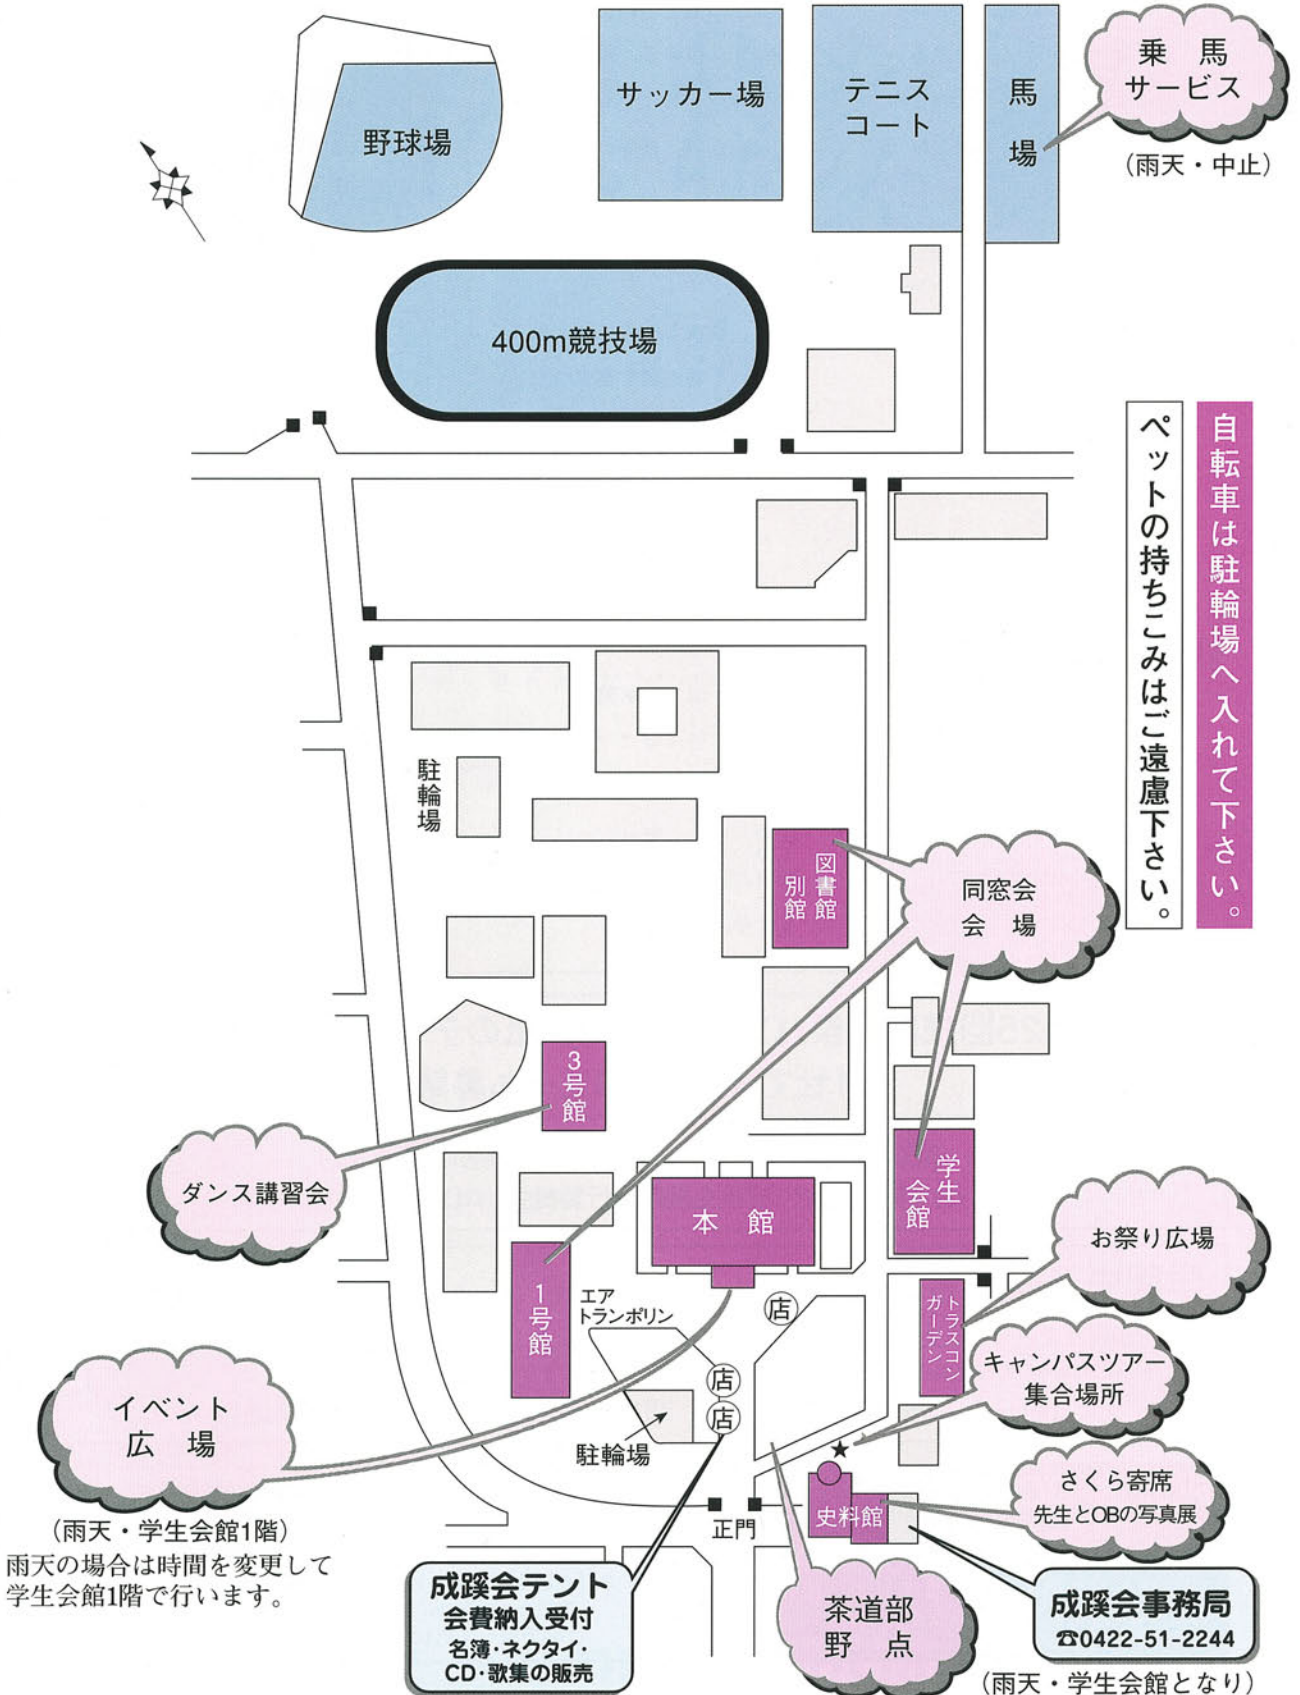 野球場
サッカー場
テニス
コート
馬場
乗　馬
サービス
（雨天・中止）
400m競技場
自転車は駐輪場へ入れて下さい。
ペットの持ちこみはご遠慮下さい。
駐輪場
図書館
別館
同窓会
会　場
3号館
ダンス講習会
学生
会館
本　館
お祭り広場
1号館
エア
トランポリン
店
トラスコン
ガーデン
キャンパスツアー
集合場所
店
店
イベント
広　場
（雨天・学生会館1階）
雨天の場合は時間を変更して
学生会館1階で行います。
駐輪場
★
さくら寄席
先生とOBの写真展
史料館
正門
成蹊会テント
会費納入受付
名簿・ネクタイ・
CD・歌集の販売
茶道部
野　点
成蹊会事務局
☎0422-51-2244
（雨天・学生会館となり）